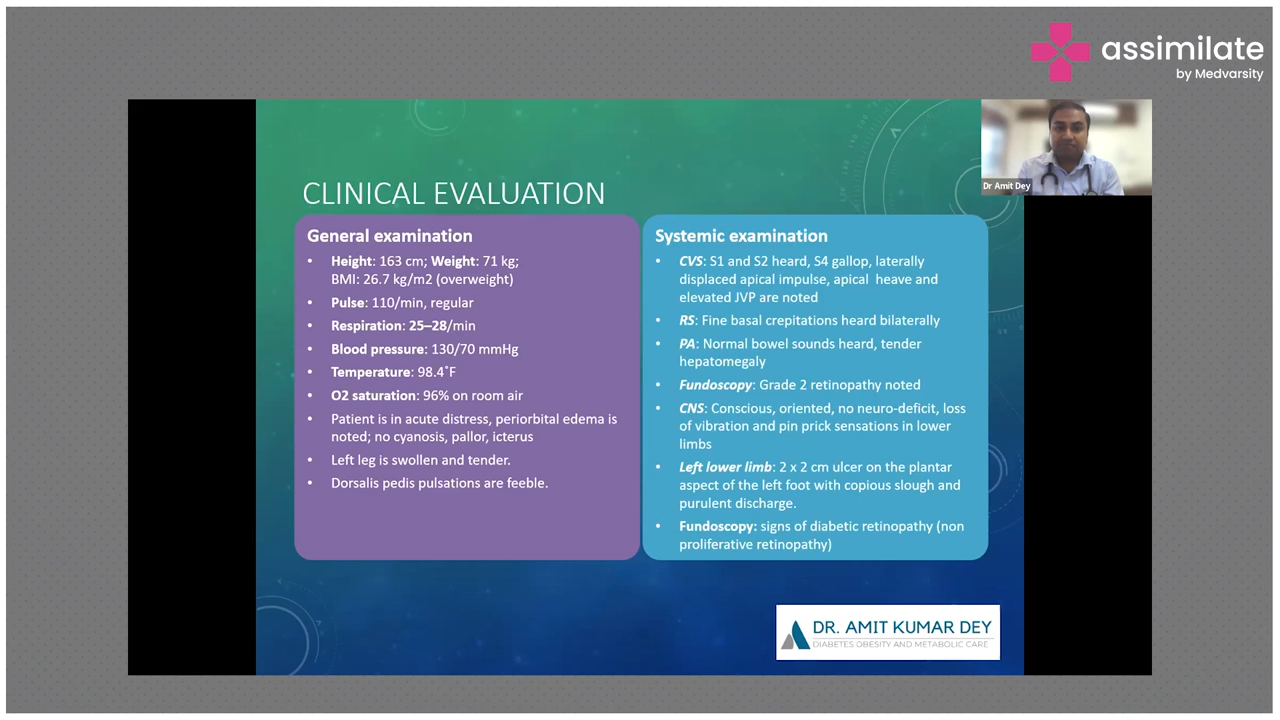 assimilate
by Medvarsity
Dr Amit Dey
CLINICAL EVALUATION
General examination
• Height: 163 cm; Weight: 71 kg;
BMI: 26.7 kg/m2 (overweight)
• Pulse: 110/min, regular
• Respiration: 25–28/min
• Blood pressure: 130/70 mmHg
• Temperature: 98.4˚F
• O2 saturation: 96% on room air
• Patient is in acute distress, periorbital edema is
noted; no cyanosis, pallor, icterus
• Left leg is swollen and tender.
• Dorsalis pedis pulsations are feeble.
Systemic examination
• CVS: S1 and S2 heard, S4 gallop, laterally
displaced apical impulse, apical  heave and
elevated JVP are noted
• RS: Fine basal crepitations heard bilaterally
• PA: Normal bowel sounds heard, tender
hepatomegaly
• Fundoscopy: Grade 2 retinopathy noted
• CNS: Conscious, oriented, no neuro-deficit, loss
of vibration and pin prick sensations in lower
limbs
• Left lower limb: 2 x 2 cm ulcer on the plantar
aspect of the left foot with copious slough and
purulent discharge.
• Fundoscopy: signs of diabetic retinopathy (non
proliferative retinopathy)
DR. AMIT KUMAR DEY
DIABETES OBESITY AND METABOLIC CARE